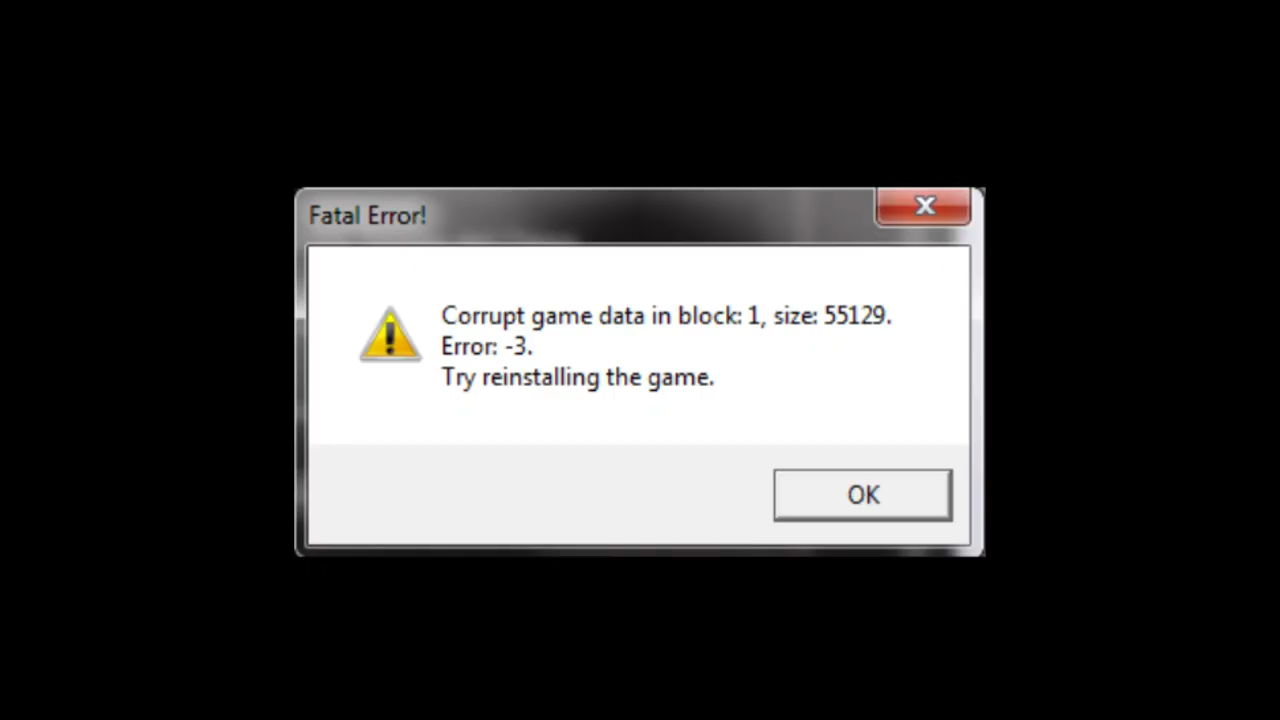 Fatal Error!
Corrupt game data in block: 1, size: 55129.
Error: -3.
Try reinstalling the game.
OK